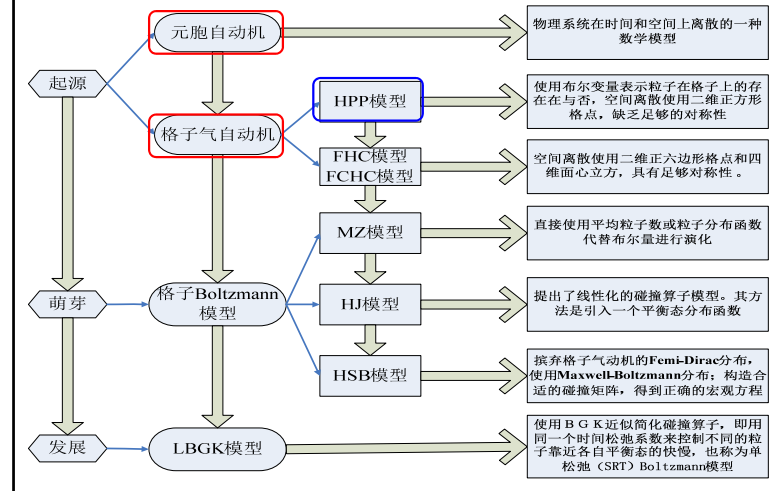 元胞自动机
物理系统在时间和空间上离散的一种
数学模型
起源
HPP模型
使用布尔变量表示粒子在格子上的存
在在与否，空间离散使用二维正方形
格点，缺乏足够的对称性
格子气自动机
FHC模型
FCHC模型
空间离散使用二维正六边形格点和四
维面心立方，具有足够对称性 。
MZ模型
直接使用平均粒子数或粒子分布函数
代替布尔量进行演化
萌芽
格子Boltzmann
模型
HJ模型
提出了线性化的碰撞算子模型。其方
法是引入一个平衡态分布函数
HSB模型
摈弃格子气动机的Femi-Dirac分布，
使用Maxwell-Boltzmann分布；构造合
适的碰撞矩阵，得到正确的宏观方程
发展
LBGK模型
使用ＢＧＫ近似简化碰撞算子，即用
同一个时间松弛系数来控制不同的粒
子靠近各自平衡态的快慢，也称为单
松弛（SRT）Boltzmann模型